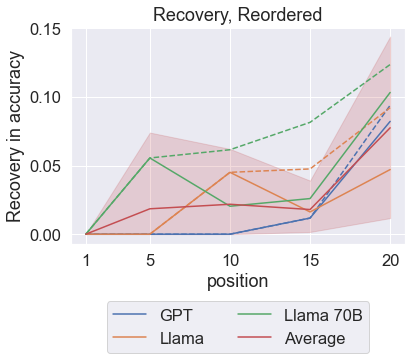 Recovery, Reordered
Recovery in accuracy
0.15
0.10
0.05
0.00
1 5 10 15 20
position
GPT Llama 70B
Llama Average